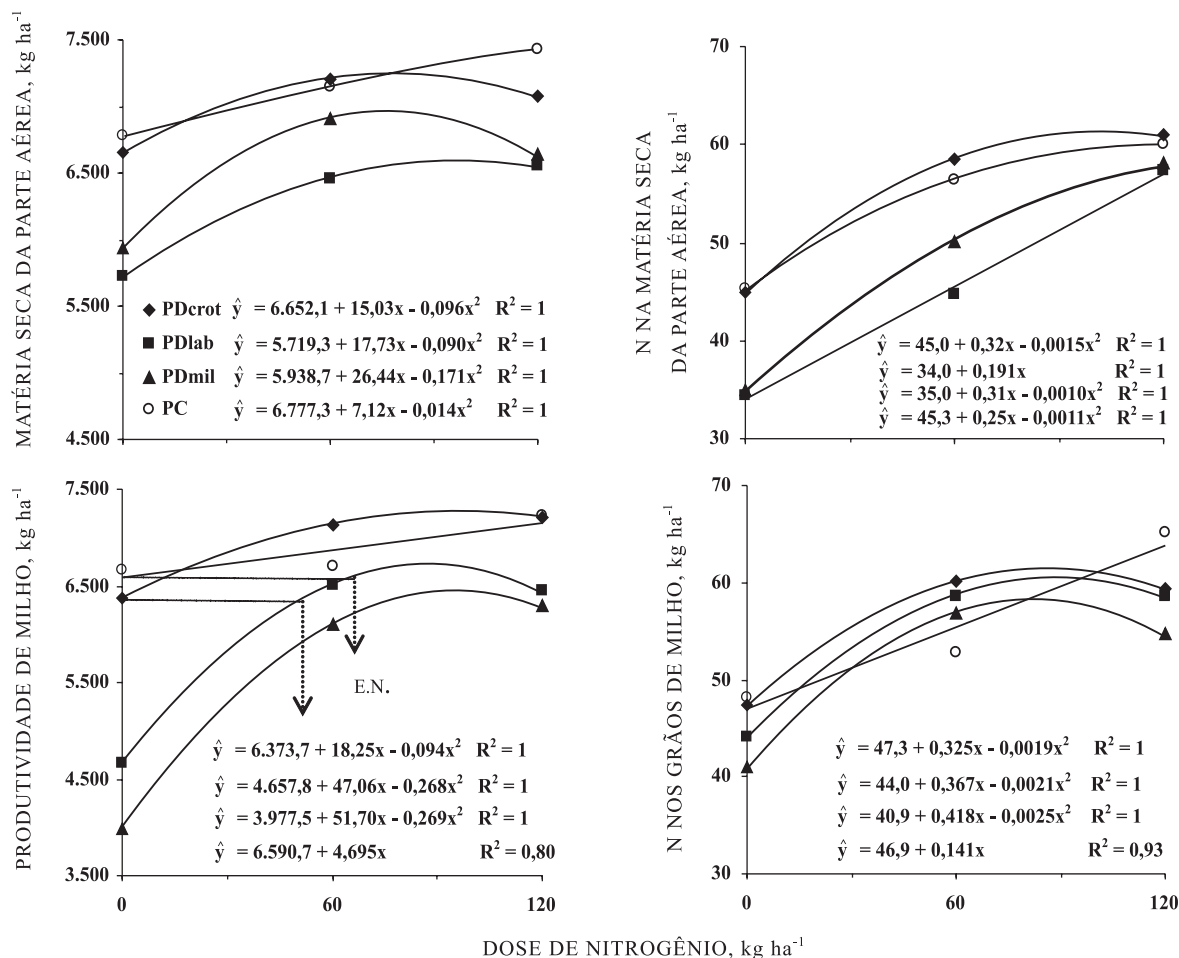 MATÉRIA SECA DA PARTE AÉREA, kg ha⁻¹
7.500
6.500
5.500
4.500
PDcrot ŷ = 6.652,1 + 15,03x - 0,096x² R² = 1
PDlab ŷ = 5.719,3 + 17,73x - 0,090x² R² = 1
PDmil ŷ = 5.938,7 + 26,44x - 0,171x² R² = 1
PC ŷ = 6.777,3 + 7,12x - 0,014x² R² = 1
0 60 120
N NA MATÉRIA SECA
DA PARTE AÉREA, kg ha⁻¹
70
60
50
40
30
ŷ = 45,0 + 0,32x - 0,0015x² R² = 1
ŷ = 34,0 + 0,191x R² = 1
ŷ = 35,0 + 0,31x - 0,0010x² R² = 1
ŷ = 45,3 + 0,25x - 0,0011x² R² = 1
0 60 120
PRODUTIVIDADE DE MILHO, kg ha⁻¹
7.500
6.500
5.500
4.500
3.500
E.N.
ŷ = 6.373,7 + 18,25x - 0,094x² R² = 1
ŷ = 4.657,8 + 47,06x - 0,268x² R² = 1
ŷ = 3.977,5 + 51,70x - 0,269x² R² = 1
ŷ = 6.590,7 + 4,695x R² = 0,80
0 60 120
N NOS GRÃOS DE MILHO, kg ha⁻¹
70
60
50
40
30
ŷ = 47,3 + 0,325x - 0,0019x² R² = 1
ŷ = 44,0 + 0,367x - 0,0021x² R² = 1
ŷ = 40,9 + 0,418x - 0,0025x² R² = 1
ŷ = 46,9 + 0,141x R² = 0,93
0 60 120
DOSE DE NITROGÊNIO, kg ha⁻¹